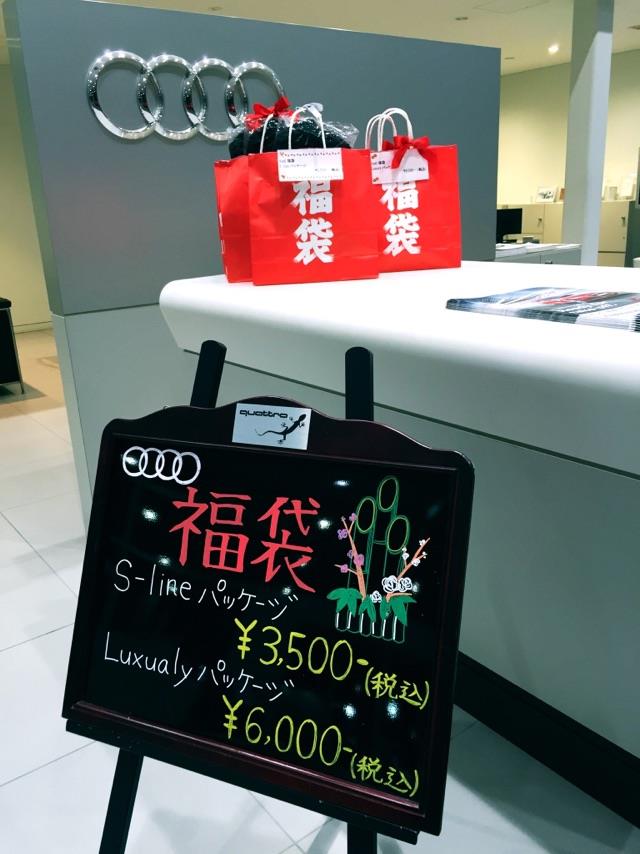 福袋
福袋
quattro
福袋
S-line パッケージ
¥3,500-(税込)
Luxualy パッケージ
¥6,000-(税込)